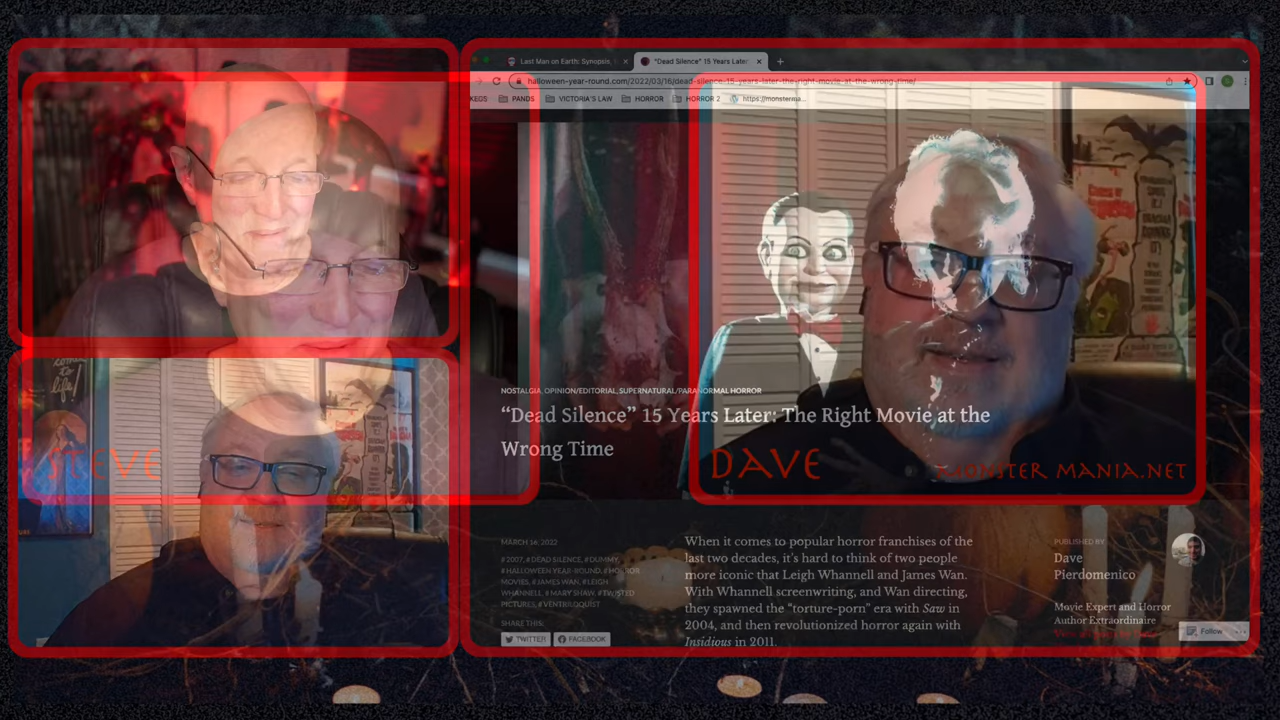 Last Man on Earth: Synopsis,
"Dead Silence" 15 Years Later:
halloween-year-round.com/2022/03/16/dead-silence-15-years-later-the-right-movie-at-the-wrong-time/
KEGS PANDS VICTORIA'S LAW HORROR HORROR 2 https://monsterma...
NOSTALGIA, OPINION/EDITORIAL, SUPERNATURAL/PARANORMAL HORROR
“Dead Silence” 15 Years Later: The Right Movie at the
Wrong Time
STEVE
DAVE
MONSTER MANIA.NET
MARCH 16, 2022
# 2007, # DEAD SILENCE, # DUMMY,
# HALLOWEEN YEAR-ROUND, # HORROR
MOVIES, # JAMES WAN, # LEIGH
WHANNELL, # MARY SHAW, # TWISTED
PICTURES, # VENTRILOQUIST
SHARE THIS:
TWITTER FACEBOOK
When it comes to popular horror franchises of the
last two decades, it’s hard to think of two people
more iconic that Leigh Whannell and James Wan.
With Whannell screenwriting, and Wan directing,
they spawned the “torture-porn” era with Saw in
2004, and then revolutionized horror again with
Insidious in 2011.
PUBLISHED BY
Dave
Pierdomenico
Movie Expert and Horror
Author Extraordinaire
Follow